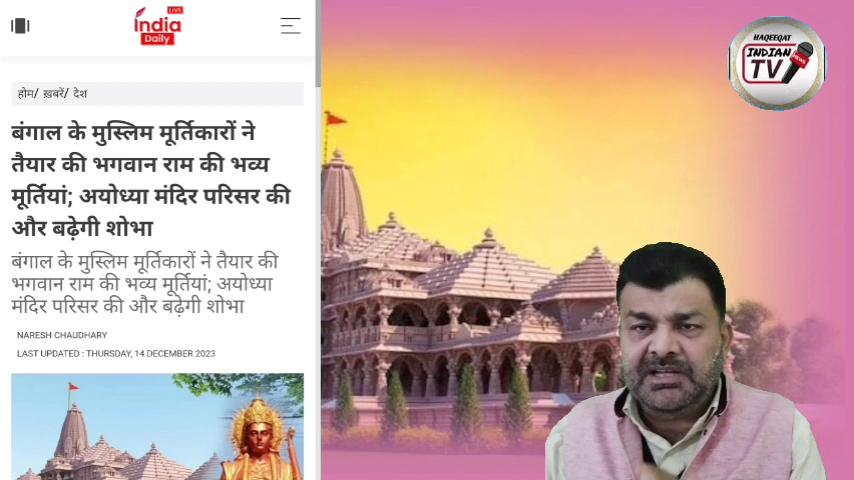 LIVE
India
Daily
होम/ ख़बरें/ देश
बंगाल के मुस्लिम मूर्तिकारों ने
तैयार की भगवान राम की भव्य
मूर्तियां; अयोध्या मंदिर परिसर की
और बढ़ेगी शोभा
बंगाल के मुस्लिम मूर्तिकारों ने तैयार की
भगवान राम की भव्य मूर्तियां; अयोध्या
मंदिर परिसर की और बढ़ेगी शोभा
NARESH CHAUDHARY
LAST UPDATED : THURSDAY, 14 DECEMBER 2023
HAQEEQAT
INDIAN
TV
NEWS